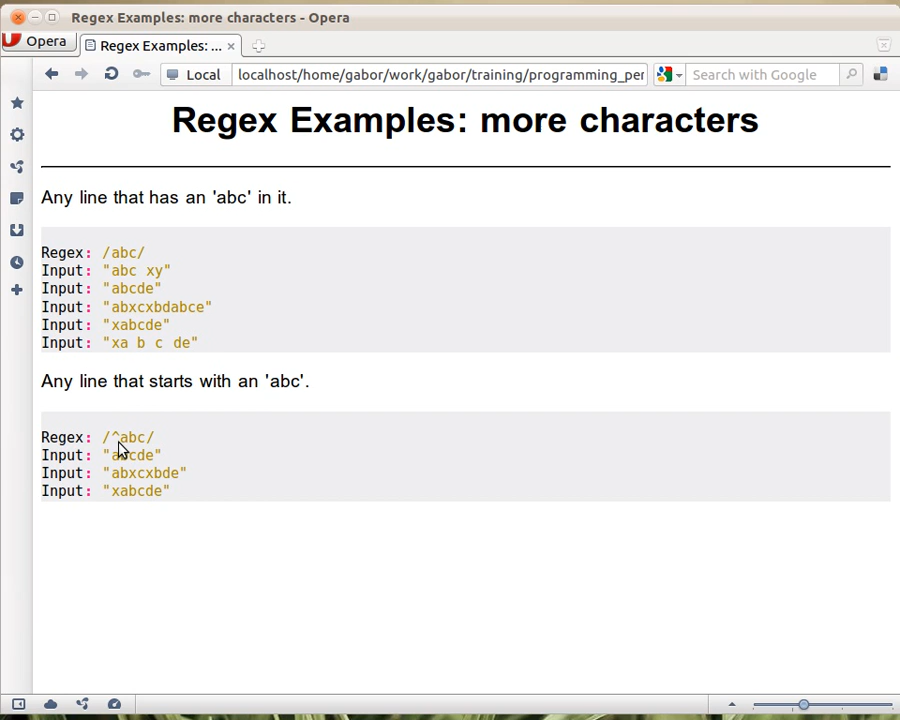 Regex Examples: more characters - Opera
Opera
Regex Examples: ...
Local
localhost/home/gabor/work/gabor/training/programming_per
Search with Google
Regex Examples: more characters
Any line that has an 'abc' in it.
Regex: /abc/
Input: "abc xy"
Input: "abcde"
Input: "abxcxbdabce"
Input: "xabcde"
Input: "xa b c de"
Any line that starts with an 'abc'.
Regex: /^abc/
Input: "abcde"
Input: "abxcxbde"
Input: "xabcde"